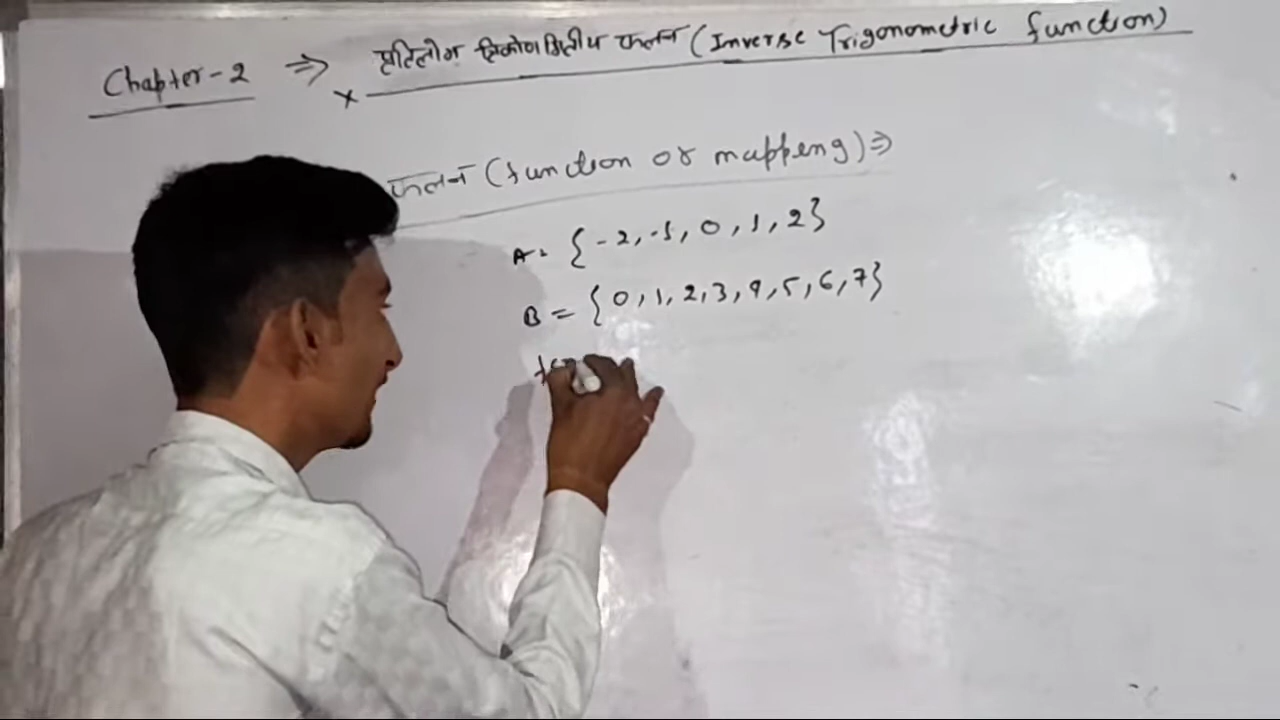 Chapter-2 ⇒ प्रतिलोम त्रिकोणमितीय फलन (Inverse Trigonometric function)
फलन (function or mapping) ⇒
A = {-2, -1, 0, 1, 2}
B = {0, 1, 2, 3, 4, 5, 6, 7}